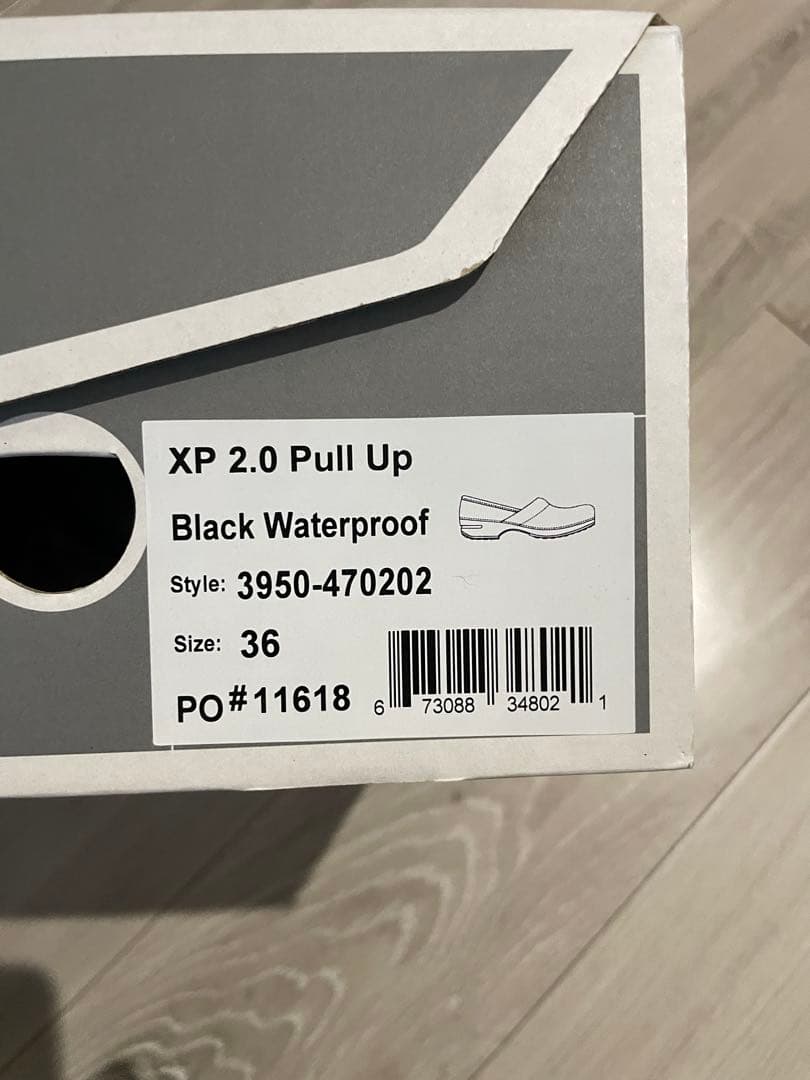 XP 2.0 Pull Up
Black Waterproof
Style: 3950-470202
Size: 36
PO#11618
6 73088 34802 1